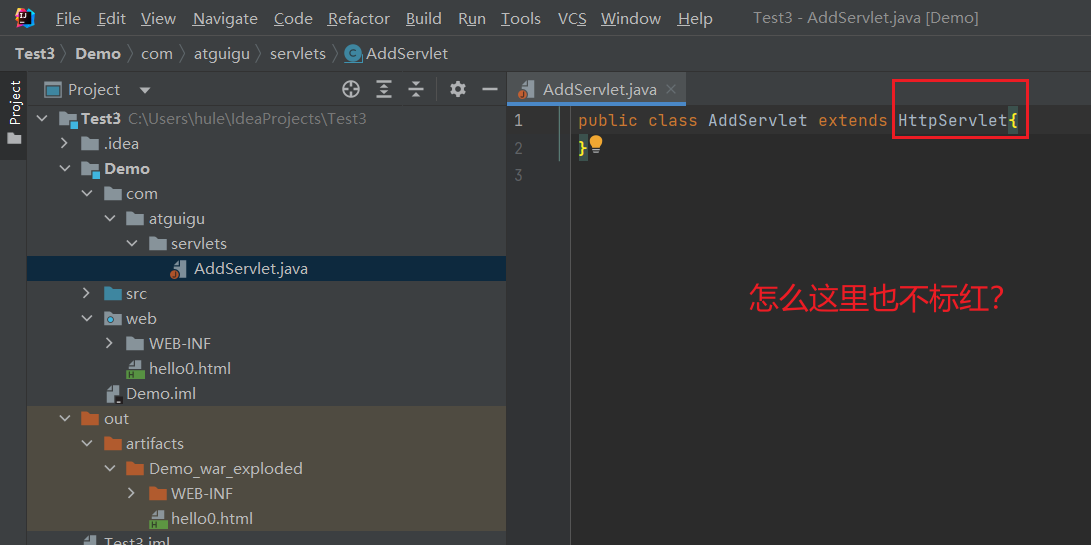 File Edit View Navigate Code Refactor Build Run Tools VCS Window Help Test3 - AddServlet.java [Demo]
Test3 Demo com atguigu servlets C AddServlet
Project
Project
AddServlet.java
Test3 C:\Users\hule\IdeaProjects\Test3
.idea
Demo
com
atguigu
servlets
AddServlet.java
src
web
WEB-INF
hello0.html
Demo.iml
out
artifacts
Demo_war_exploded
WEB-INF
hello0.html
Test3.iml
1 public class AddServlet extends HttpServlet{
2 }
3
怎么这里也不标红?